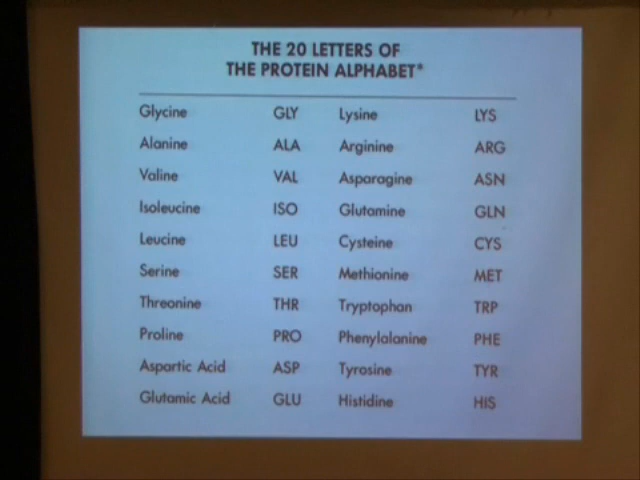 THE 20 LETTERS OF
THE PROTEIN ALPHABET*
Glycine GLY Lysine LYS
Alanine ALA Arginine ARG
Valine VAL Asparagine ASN
Isoleucine ISO Glutamine GLN
Leucine LEU Cysteine CYS
Serine SER Methionine MET
Threonine THR Tryptophan TRP
Proline PRO Phenylalanine PHE
Aspartic Acid ASP Tyrosine TYR
Glutamic Acid GLU Histidine HIS